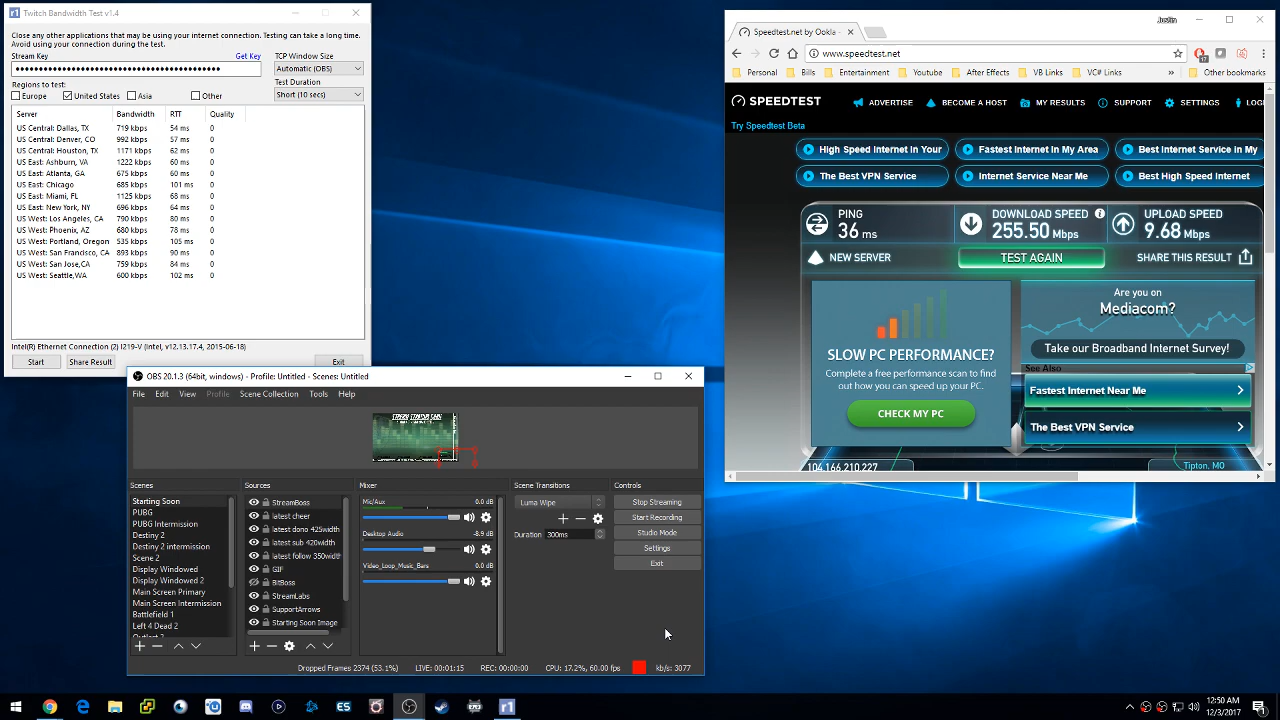 Twitch Bandwidth Test v1.4
Close any other applications that may be using your internet connection. Testing can take a long time.
Avoid using your connection during the test.
Stream Key
Get Key
TCP Window Size
Automatic (OBS)
Regions to test:
Test Duration
Europe United States Asia Other
Short (10 secs)
Server Bandwidth RTT Quality
US Central: Dallas, TX 719 kbps 54 ms 0
US Central: Denver, CO 992 kbps 57 ms 0
US Central: Houston, TX 1171 kbps 62 ms 0
US East: Ashburn, VA 1222 kbps 60 ms 0
US East: Atlanta, GA 675 kbps 60 ms 0
US East: Chicago 685 kbps 101 ms 0
US East: Miami, FL 1125 kbps 68 ms 0
US East: New York, NY 696 kbps 64 ms 0
US West: Los Angeles, CA 790 kbps 80 ms 0
US West: Phoenix, AZ 680 kbps 78 ms 0
US West: Portland, Oregon 535 kbps 105 ms 0
US West: San Francisco, CA 893 kbps 90 ms 0
US West: San Jose,CA 759 kbps 84 ms 0
US West: Seattle,WA 600 kbps 102 ms 0
Intel(R) Ethernet Connection (2) I219-V (Intel, v12.13.17.4, 2015-06-18)
Start Share Result Exit
Justin
Speedtest.net by Ookla -
www.speedtest.net
17
Personal Bills Entertainment Youtube After Effects VB Links VC# Links » Other bookmarks
SPEEDTEST
ADVERTISE BECOME A HOST MY RESULTS SUPPORT SETTINGS LOG
Try Speedtest Beta
High Speed Internet In Your Fastest Internet In My Area Best Internet Service in My
The Best VPN Service Internet Service Near Me Best High Speed Internet
PING DOWNLOAD SPEED UPLOAD SPEED
36 ms 255.50 Mbps 9.68 Mbps
NEW SERVER TEST AGAIN SHARE THIS RESULT
SLOW PC PERFORMANCE?
Complete a free performance scan to find
out how you can speed up your PC.
CHECK MY PC
Are you on
Mediacom?
Take our Broadband Internet Survey!
See Also
Fastest Internet Near Me
The Best VPN Service
104.166.210.227
Tipton, MO
OBS 20.1.3 (64bit, windows) - Profile: Untitled - Scenes: Untitled
File Edit View Profile Scene Collection Tools Help
Scenes
Starting Soon
PUBG
PUBG Intermission
Destiny 2
Destiny 2 intermission
Scene 2
Display Windowed
Display Windowed 2
Main Screen Primary
Main Screen Intermission
Battlefield 1
Left 4 Dead 2
Outlast 2
Sources
StreamBoss
latest cheer
latest dono 425width
latest sub 420width
latest follow 350width
GIF
BitBoss
StreamLabs
SupportArrows
Starting Soon Image
Mixer
Mic/Aux 0.0 dB
Desktop Audio -8.9 dB
Video_Loop_Music_Bars 0.0 dB
Scene Transitions
Luma Wipe
Duration 300ms
Controls
Stop Streaming
Start Recording
Studio Mode
Settings
Exit
Dropped Frames 2374 (53.1%) LIVE: 00:01:15 REC: 00:00:00 CPU: 17.2%, 60.00 fps kb/s: 3077
ES
r1
12:50 AM
12/3/2017
1